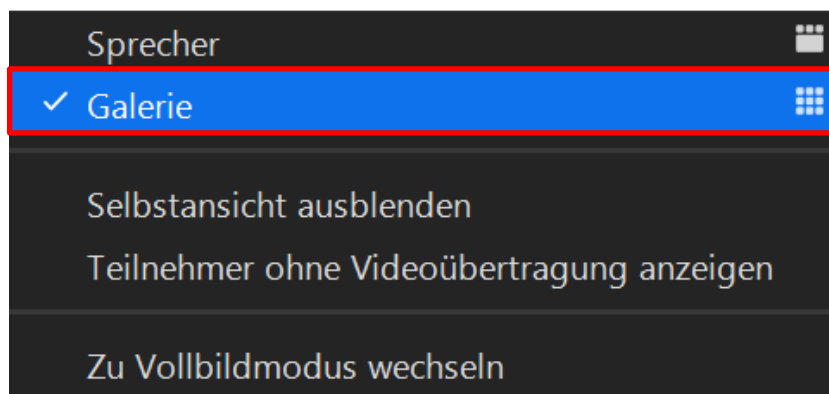 Sprecher
Galerie
Selbstansicht ausblenden
Teilnehmer ohne Videoübertragung anzeigen
Zu Vollbildmodus wechseln